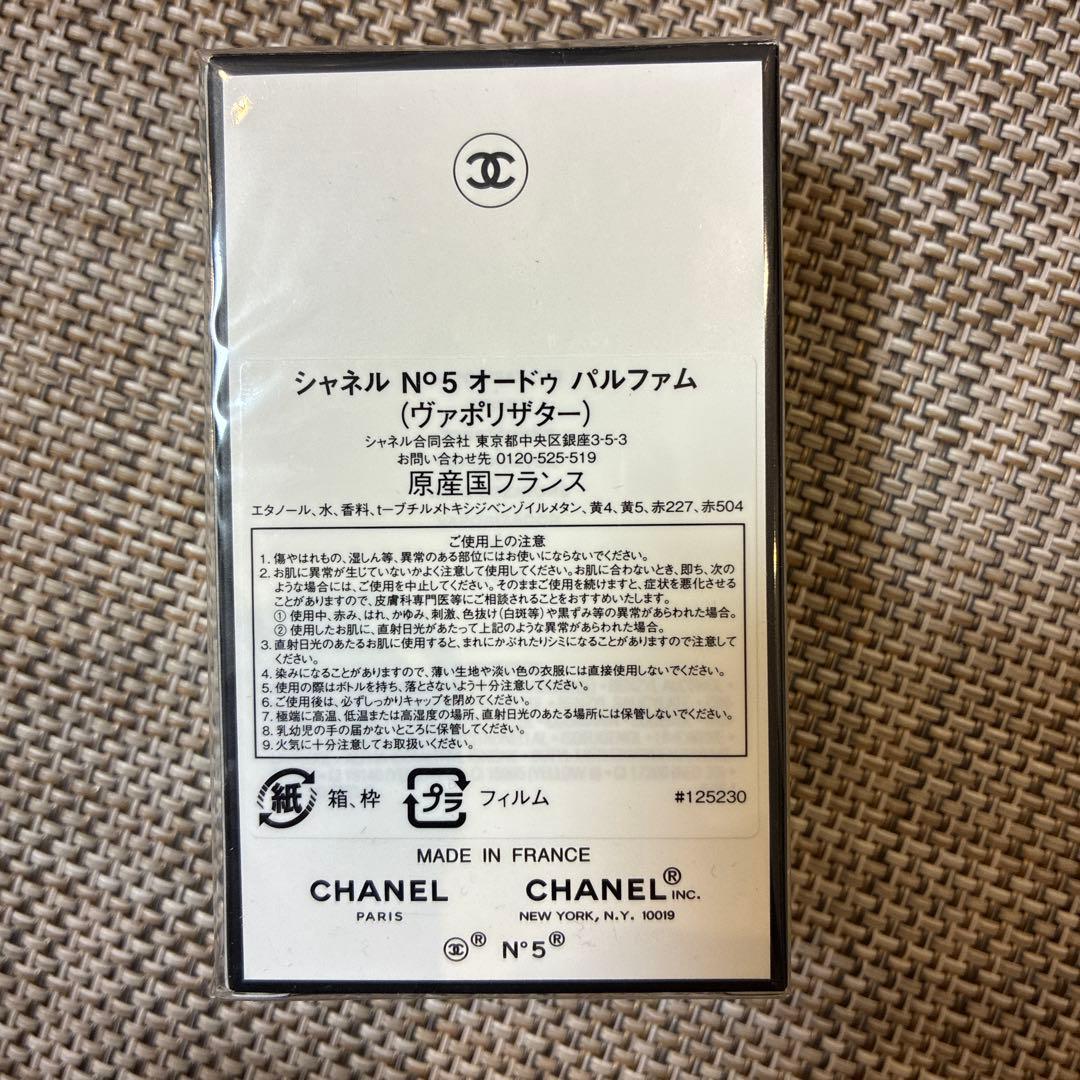 シャネル Nº5 オードゥ パルファム
(ヴァポリザター)
シャネル合同会社 東京都中央区銀座3-5-3
お問い合わせ先 0120-525-519
原産国フランス
エタノール、水、香料、t-ブチルメトキシジベンゾイルメタン、黄4、黄5、赤227、赤504
ご使用上の注意
1. 傷やはれもの、湿しん等、異常のある部位にはお使いにならないでください。
2. お肌に異常が生じていないかよく注意して使用してください。お肌に合わないとき、即ち、次の
ような場合には、ご使用を中止してください。そのままご使用を続けますと、症状を悪化させる
ことがありますので、皮膚科専門医等にご相談されることをおすすめいたします。
① 使用中、赤み、はれ、かゆみ、刺激、色抜け(白斑等)や黒ずみ等の異常があらわれた場合。
② 使用したお肌に、直射日光があたって上記のような異常があらわれた場合。
3. 直射日光のあたるお肌に使用すると、まれにかぶれたりシミになることがありますので注意して
ください。
4. 染みになることがありますので、薄い生地や淡い色の衣服には直接使用しないでください。
5. 使用の際はボトルを持ち、落とさないよう十分注意してください。
6. ご使用後は、必ずしっかりキャップを閉めてください。
7. 極端に高温、低温または高湿度の場所、直射日光のあたる場所には保管しないでください。
8. 乳幼児の手の届かないところに保管してください。
9. 火気に十分注意してお取扱いください。
紙 箱、枠 プラ フィルム #125230
MADE IN FRANCE
CHANEL CHANEL® INC.
PARIS NEW YORK, N.Y. 10019
® N°5®